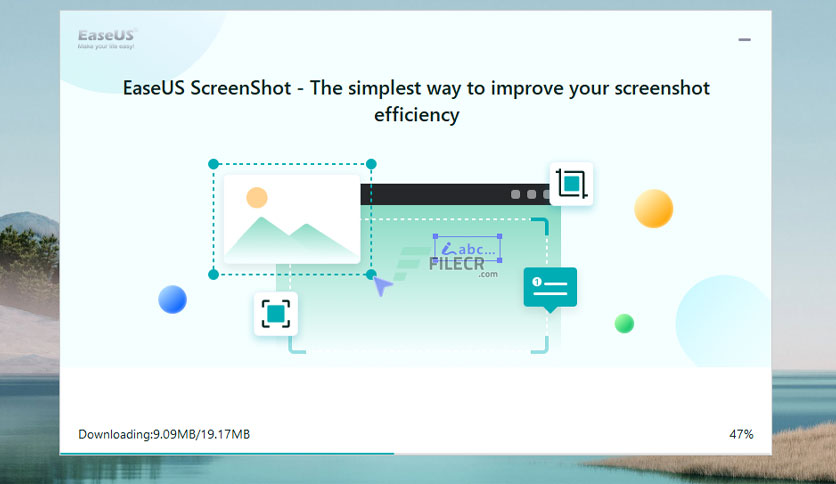 EaseUS®
Make your life easy!
EaseUS ScreenShot - The simplest way to improve your screenshot
efficiency
abc...
FILECR
.com
1
Downloading:9.09MB/19.17MB
47%